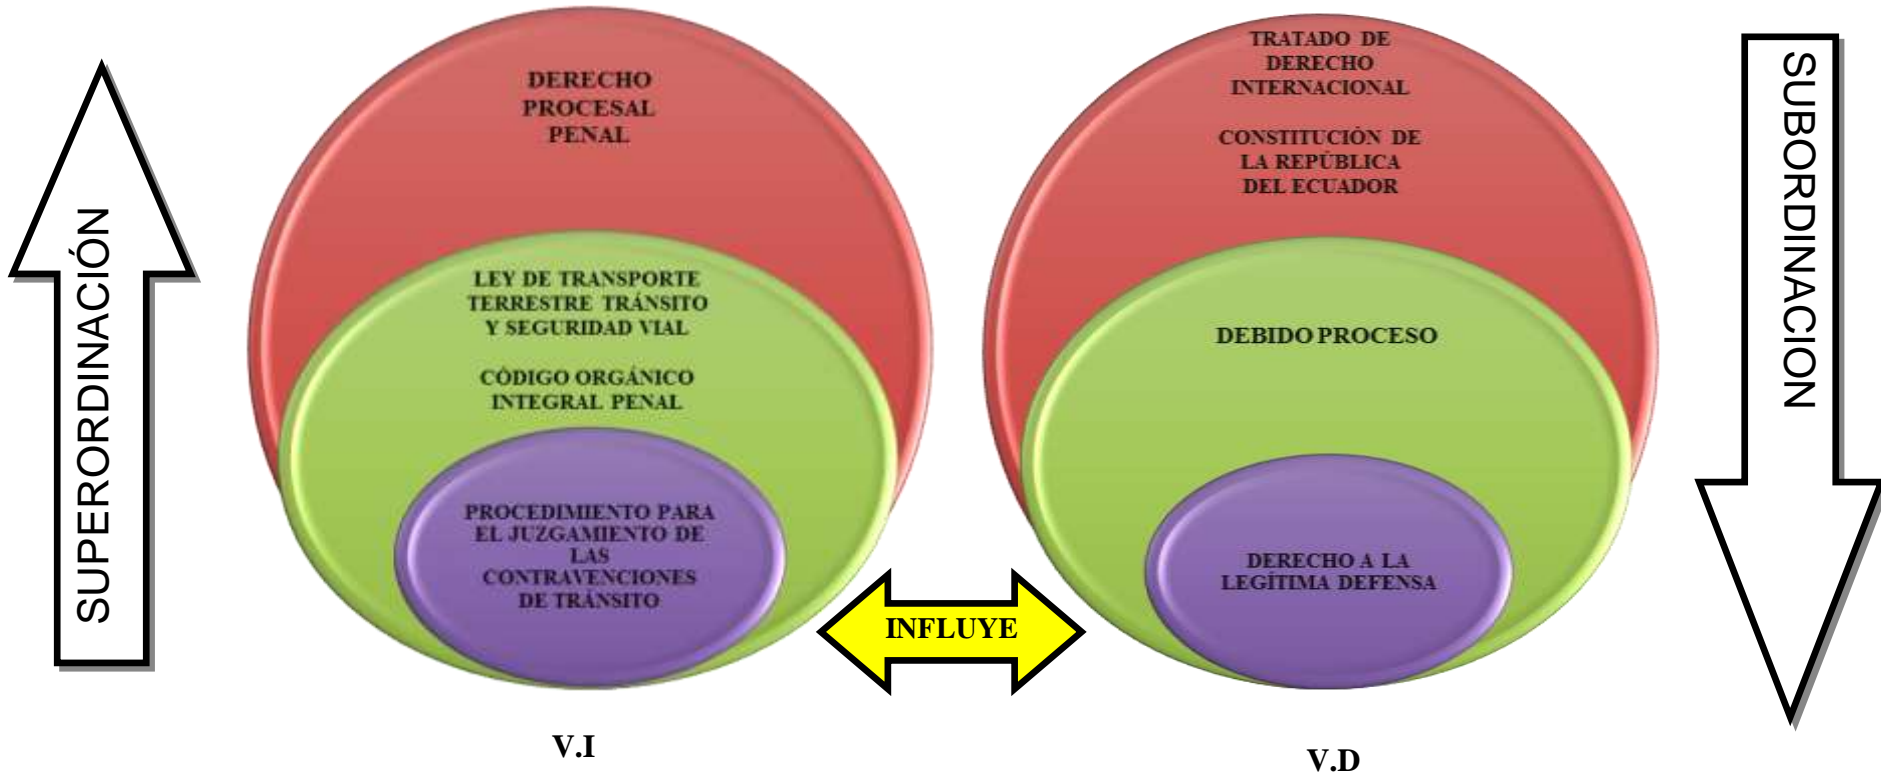 SUPERORDINACIÓN
DERECHO
PROCESAL
PENAL
LEY DE TRANSPORTE
TERRESTRE TRÁNSITO
Y SEGURIDAD VIAL
CÓDIGO ORGÁNICO
INTEGRAL PENAL
PROCEDIMIENTO PARA
EL JUZGAMIENTO DE
LAS
CONTRAVENCIONES
DE TRÁNSITO
V.I
INFLUYE
TRATADO DE
DERECHO
INTERNACIONAL
CONSTITUCIÓN DE
LA REPÚBLICA
DEL ECUADOR
DEBIDO PROCESO
DERECHO A LA
LEGÍTIMA DEFENSA
V.D
SUBORDINACION